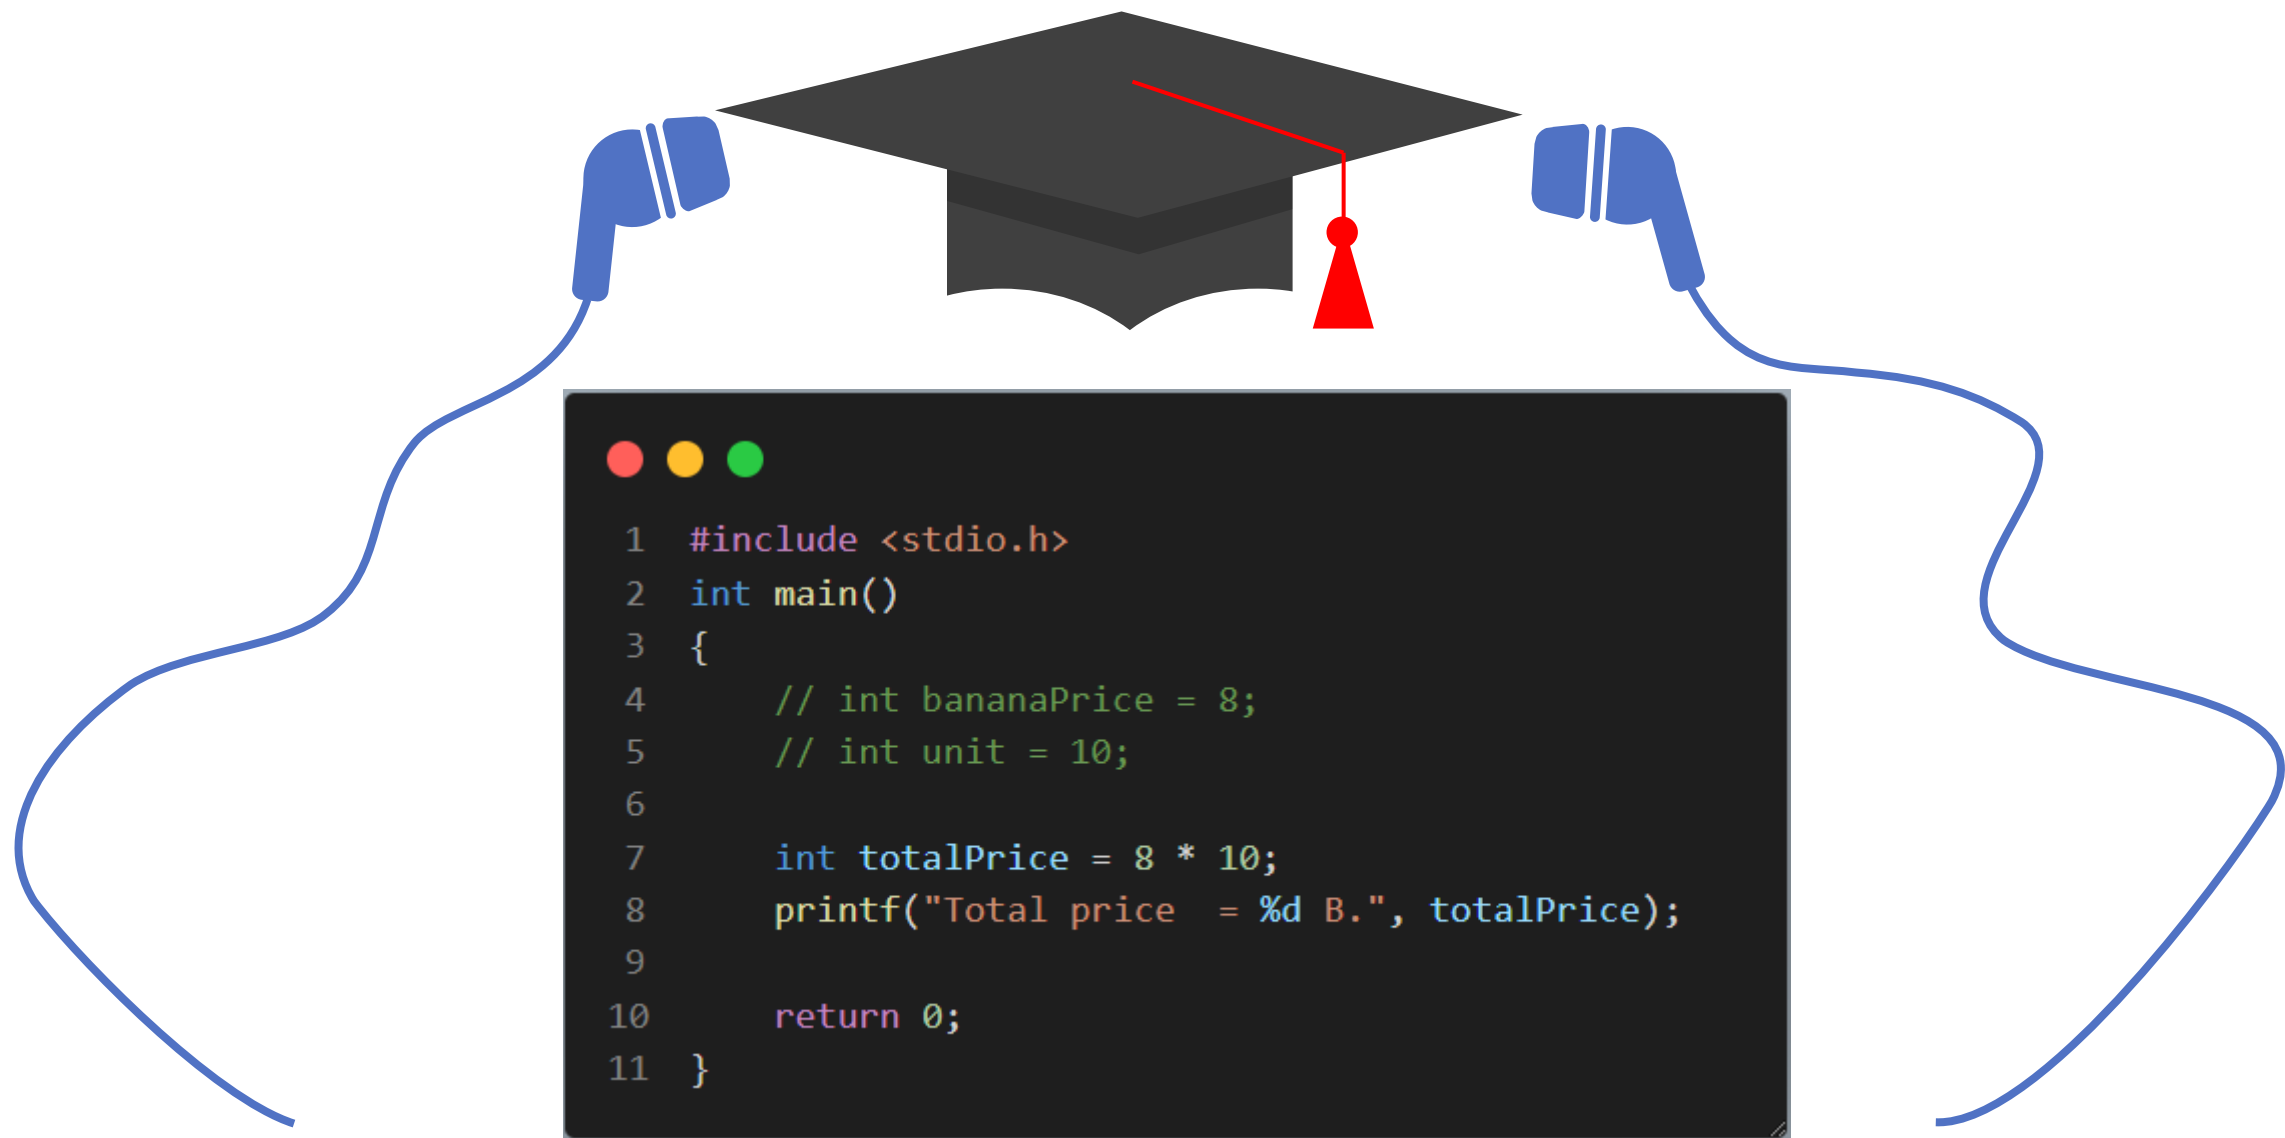 1 #include <stdio.h>
2 int main()
3 {
4 // int bananaPrice = 8;
5 // int unit = 10;
6
7 int totalPrice = 8 * 10;
8 printf("Total price  = %d B.", totalPrice);
9
10 return 0;
11 }